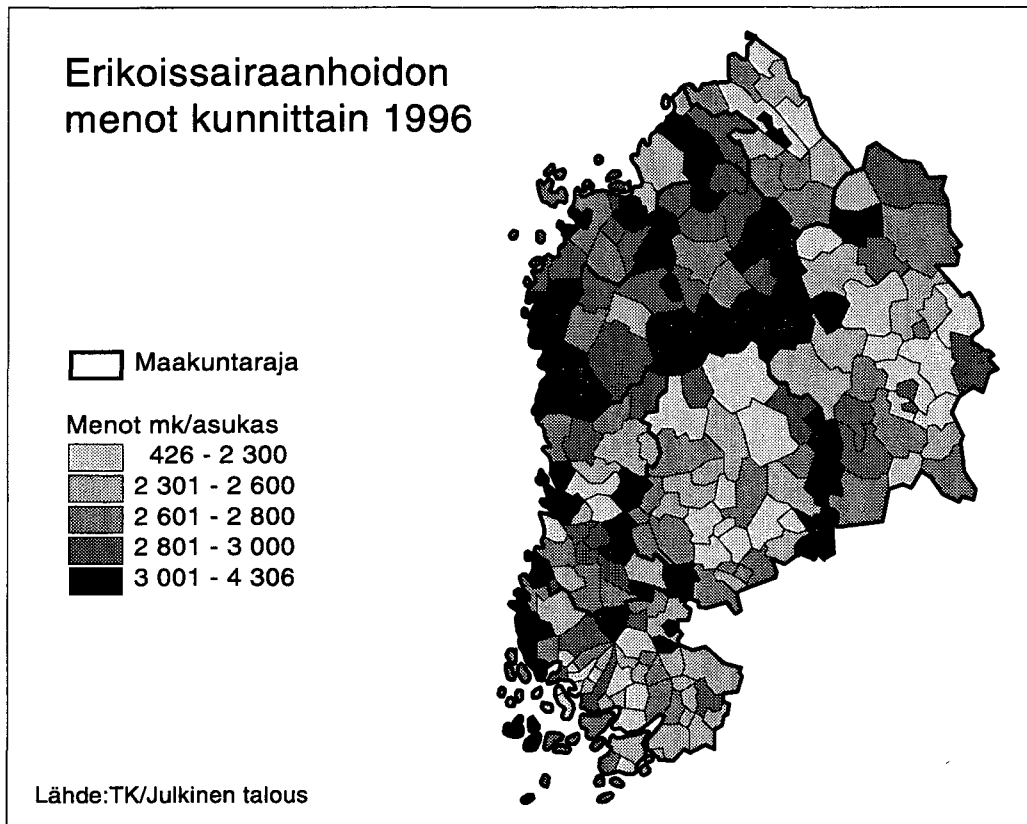 Erikoissairaanhoidon
menot kunnittain 1996
Maakuntaraja
Menot mk/asukas
426 - 2 300
2 301 - 2 600
2 601 - 2 800
2 801 - 3 000
3 001 - 4 306
Lähde:TK/Julkinen talous